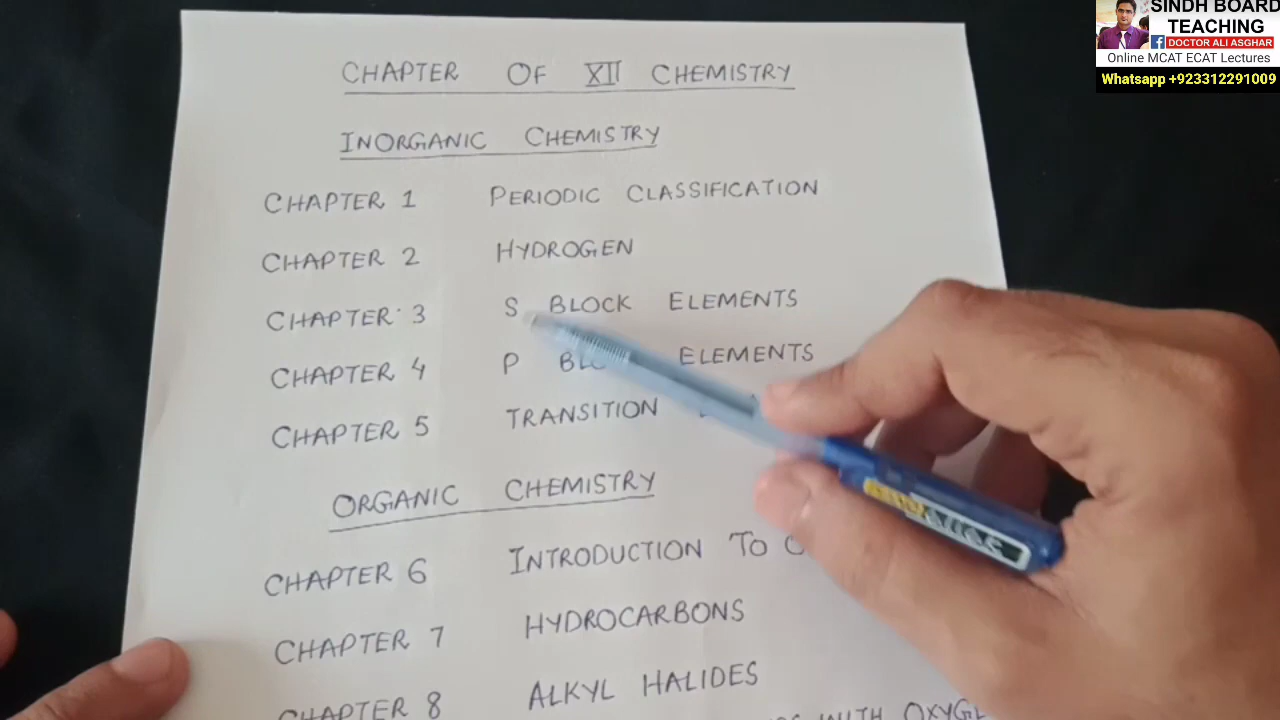 SINDH BOARD
TEACHING
DOCTOR ALI ASGHAR
Online MCAT ECAT Lectures
Whatsapp +923312291009
CHAPTER OF XII CHEMISTRY
INORGANIC CHEMISTRY
CHAPTER 1 PERIODIC CLASSIFICATION
CHAPTER 2 HYDROGEN
CHAPTER 3 S BLOCK ELEMENTS
CHAPTER 4 P ELEMENTS
CHAPTER 5 TRANSITION
ORGANIC CHEMISTRY
CHAPTER 6 INTRODUCTION TO
CHAPTER 7 HYDROCARBONS
CHAPTER 8 ALKYL HALIDES
WITH